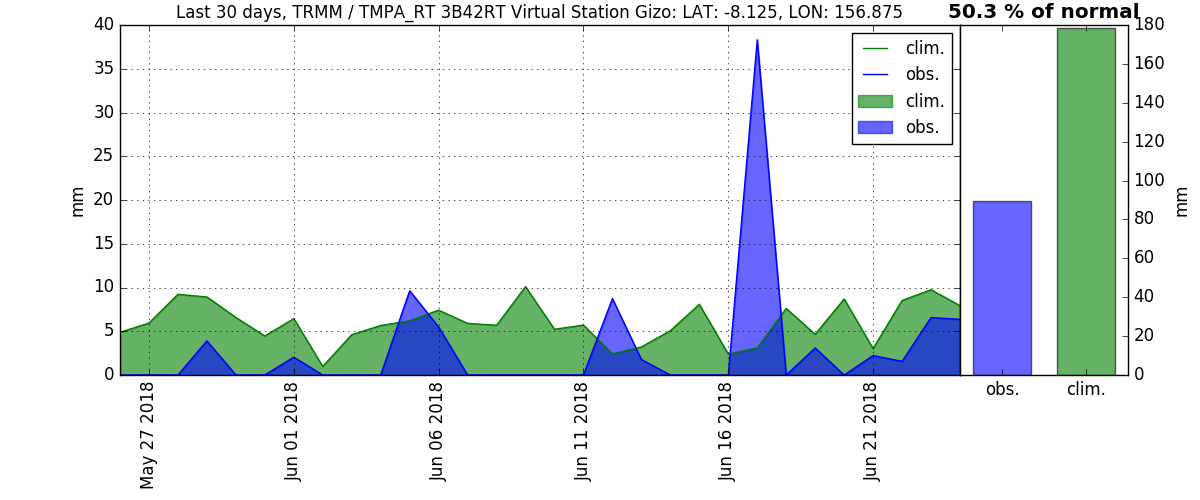 Last 30 days, TRMM / TMPA_RT 3B42RT Virtual Station Gizo: LAT: -8.125, LON: 156.875
50.3 % of normal
40
35
30
25
20
15
10
5
0
mm
clim.
obs.
clim.
obs.
180
160
140
120
100
80
60
40
20
0
mm
obs.
clim.
May 27 2018
Jun 01 2018
Jun 06 2018
Jun 11 2018
Jun 16 2018
Jun 21 2018